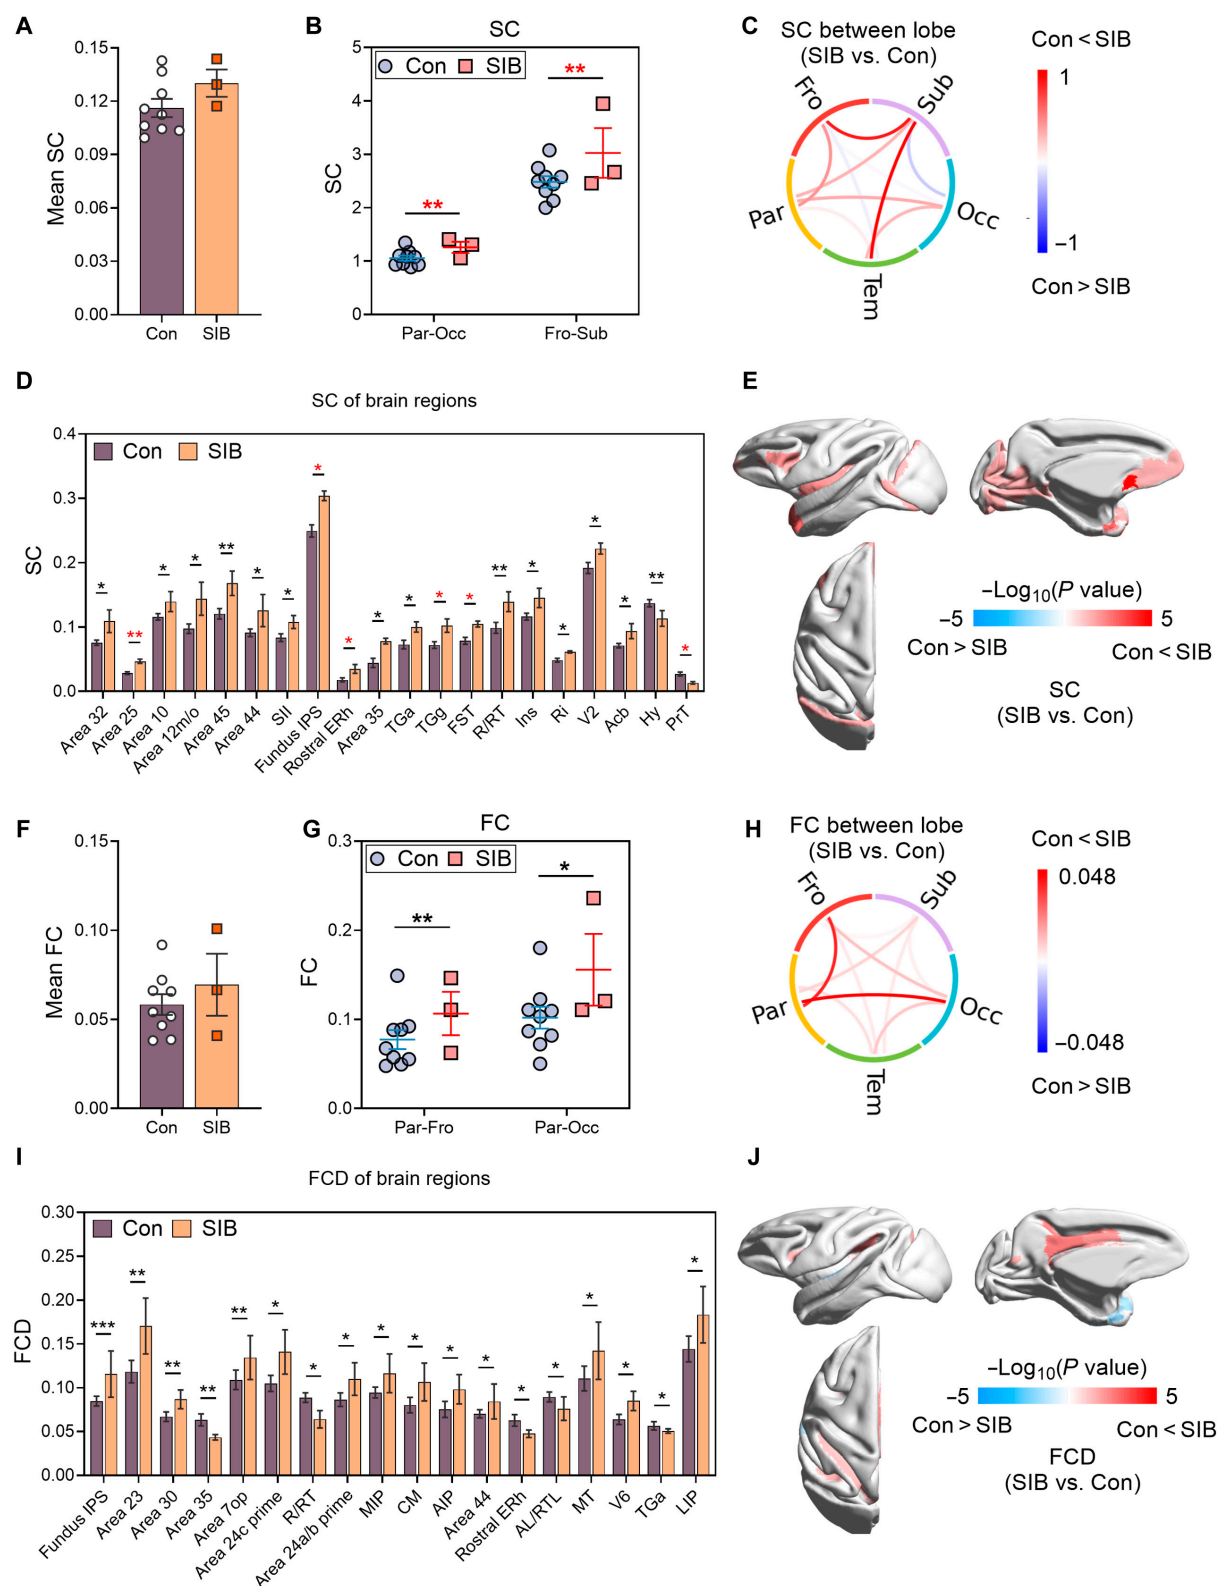 A
Mean SC
0.15
0.12
0.09
0.06
0.03
0.00
Con
SIB
B
SC
SC
5
4
3
2
1
0
Con
SIB
**
**
Par-Occ
Fro-Sub
C
SC between lobe
(SIB vs. Con)
Fro
Sub
Par
Occ
Tem
Con < SIB
1
−1
Con > SIB
D
SC of brain regions
SC
0.4
0.3
0.2
0.1
0.0
Con
SIB
*
**
*
*
**
*
*
*
*
*
*
*
*
**
*
*
*
*
**
*
Area 32
Area 25
Area 10
Area 12m/o
Area 45
Area 44
SII
Fundus IPS
Rostral ERh
Area 35
TGa
TGg
FST
R/RT
Ins
Ri
V2
Acb
Hy
PrT
E
−Log10(P value)
−5
5
Con > SIB
Con < SIB
SC
(SIB vs. Con)
F
Mean FC
0.15
0.10
0.05
0.00
Con
SIB
G
FC
FC
0.3
0.2
0.1
0.0
Con
SIB
**
*
Par-Fro
Par-Occ
H
FC between lobe
(SIB vs. Con)
Fro
Sub
Par
Occ
Tem
Con < SIB
0.048
−0.048
Con > SIB
I
FCD of brain regions
FCD
0.30
0.25
0.20
0.15
0.10
0.05
0.00
Con
SIB
***
**
**
**
**
*
*
*
*
*
*
*
*
*
*
*
*
*
Fundus IPS
Area 23
Area 30
Area 35
Area 7op
Area 24c prime
R/RT
Area 24a/b prime
MIP
CM
AIP
Area 44
Rostral ERh
AL/RTL
MT
V6
TGa
LIP
J
−Log10(P value)
−5
5
Con > SIB
Con < SIB
FCD
(SIB vs. Con)